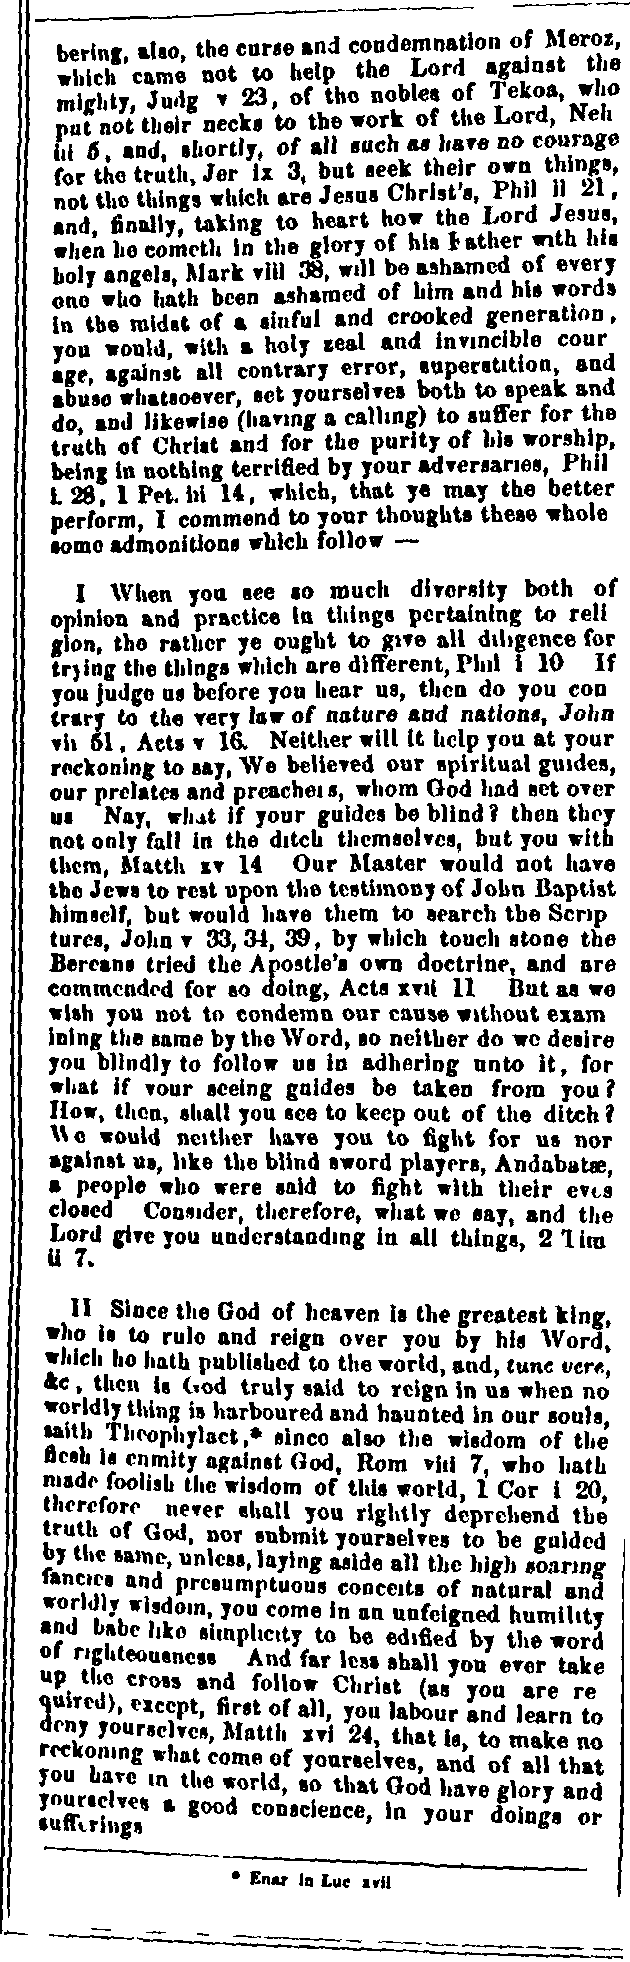 bering, also, the curse and condemnation of Meroz,
which came not to help the Lord against the
mighty, Judg v 23, of the nobles of Tekoa, who
put not their necks to the work of the Lord, Neh
iii 5, and, shortly, of all such as have no courage
for the truth, Jer ix 3, but seek their own things,
not the things which are Jesus Christ's, Phil ii 21,
and, finally, taking to heart how the Lord Jesus,
when he cometh in the glory of his Father with his
holy angels, Mark viii 38, will be ashamed of every
one who hath been ashamed of him and his words
in the midst of a sinful and crooked generation,
you would, with a holy zeal and invincible cour
age, against all contrary error, superstition, and
abuse whatsoever, set yourselves both to speak and
do, and likewise (having a calling) to suffer for the
truth of Christ and for the purity of his worship,
being in nothing terrified by your adversaries, Phil
i. 28, 1 Pet. iii 14, which, that ye may the better
perform, I commend to your thoughts these whole
some admonitions which follow —
I When you see so much diversity both of
opinion and practice in things pertaining to reli
gion, the rather ye ought to give all diligence for
trying the things which are different, Phil i 10 If
you judge us before you hear us, then do you con
trary to the very law of nature and nations, John
vii 51, Acts v 16. Neither will it help you at your
reckoning to say, We believed our spiritual guides,
our prelates and preachers, whom God had set over
us Nay, what if your guides be blind? then they
not only fall in the ditch themselves, but you with
them, Matth xv 14 Our Master would not have
the Jews to rest upon the testimony of John Baptist
himself, but would have them to search the Scrip
tures, John v 33, 34, 39, by which touch stone the
Bereans tried the Apostle's own doctrine, and are
commended for so doing, Acts xvii 11 But as we
wish you not to condemn our cause without exam
ining the same by the Word, so neither do we desire
you blindly to follow us in adhering unto it, for
what if your seeing guides be taken from you?
How, then, shall you see to keep out of the ditch?
We would neither have you to fight for us nor
against us, like the blind sword players, Andabatæ,
a people who were said to fight with their eyes
closed Consider, therefore, what we say, and the
Lord give you understanding in all things, 2 Tim
ii 7.
II Since the God of heaven is the greatest king,
who is to rule and reign over you by his Word,
which he hath published to the world, and, tunc vere,
&c, then is God truly said to reign in us when no
worldly thing is harboured and haunted in our souls,
saith Theophylact,* since also the wisdom of the
flesh is enmity against God, Rom viii 7, who hath
made foolish the wisdom of this world, 1 Cor i 20,
therefore never shall you rightly deprehend the
truth of God, nor submit yourselves to be guided
by the same, unless, laying aside all the high soaring
fancies and presumptuous conceits of natural and
worldly wisdom, you come in an unfeigned humility
and babe like simplicity to be edified by the word
of righteousness And far less shall you ever take
up the cross and follow Christ (as you are re
quired), except, first of all, you labour and learn to
deny yourselves, Matth xvi 24, that is, to make no
reckoning what come of yourselves, and of all that
you have in the world, so that God have glory and
yourselves a good conscience, in your doings or
sufferings
* Enar in Luc xvii